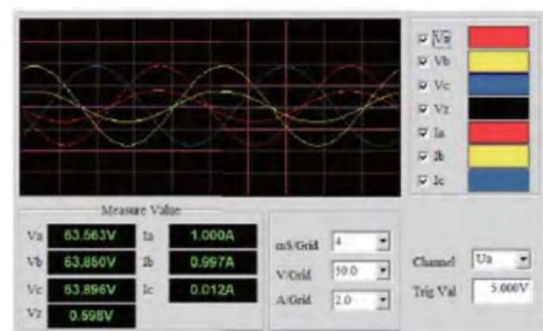 Va
Vb
Vc
Vz
Ia
Ib
Ic
Measure Value
Va 63.563V Ia 1.000A
Vb 63.850V Ib 0.997A
Vc 63.896V Ic 0.012A
Vz 0.598V
mS/Grid 4
V/Grid 50.0
A/Grid 2.0
Channel Ua
Trig Val 5.000V